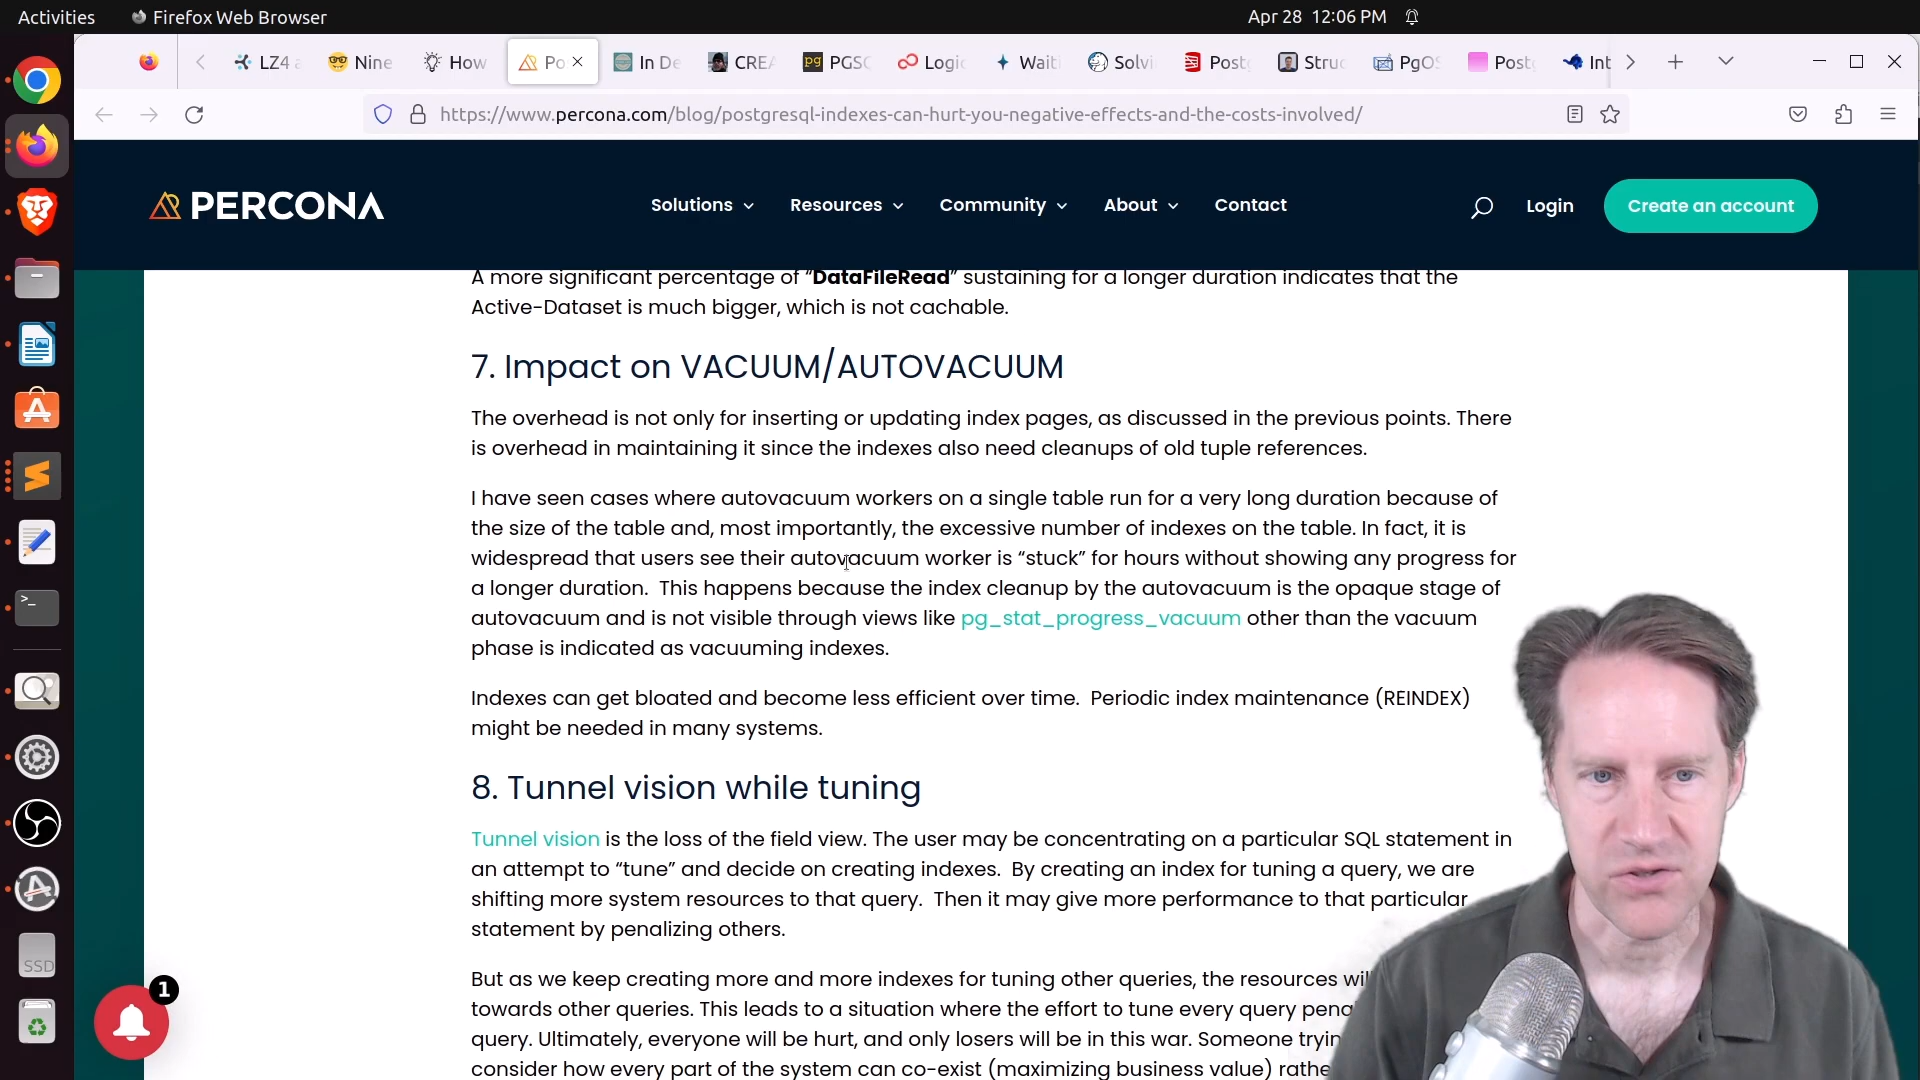 Activities
Firefox Web Browser
Apr 28 12:06 PM
LZ4 a
Nine
How
Po
In De
CREA
pg PGSQ
Logic
Waiti
Solvi
Postg
Struc
PgOS
Postg
Int
https://www.percona.com/blog/postgresql-indexes-can-hurt-you-negative-effects-and-the-costs-involved/
PERCONA
Solutions
Resources
Community
About
Contact
Login
Create an account
A more significant percentage of “DataFileRead” sustaining for a longer duration indicates that the
Active-Dataset is much bigger, which is not cachable.
7. Impact on VACUUM/AUTOVACUUM
The overhead is not only for inserting or updating index pages, as discussed in the previous points. There
is overhead in maintaining it since the indexes also need cleanups of old tuple references.
I have seen cases where autovacuum workers on a single table run for a very long duration because of
the size of the table and, most importantly, the excessive number of indexes on the table. In fact, it is
widespread that users see their autovacuum worker is “stuck” for hours without showing any progress for
a longer duration. This happens because the index cleanup by the autovacuum is the opaque stage of
autovacuum and is not visible through views like pg_stat_progress_vacuum other than the vacuum
phase is indicated as vacuuming indexes.
Indexes can get bloated and become less efficient over time. Periodic index maintenance (REINDEX)
might be needed in many systems.
8. Tunnel vision while tuning
Tunnel vision is the loss of the field view. The user may be concentrating on a particular SQL statement in
an attempt to “tune” and decide on creating indexes. By creating an index for tuning a query, we are
shifting more system resources to that query. Then it may give more performance to that particular
statement by penalizing others.
But as we keep creating more and more indexes for tuning other queries, the resources wil
towards other queries. This leads to a situation where the effort to tune every query pena
query. Ultimately, everyone will be hurt, and only losers will be in this war. Someone tryin
consider how every part of the system can co-exist (maximizing business value) rathe
SSD
1